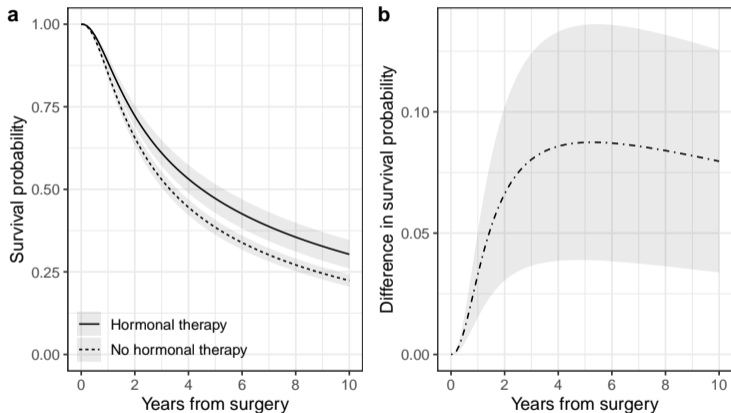 a
Survival probability
1.00
0.75
0.50
0.25
0.00
Hormonal therapy
No hormonal therapy
0 2 4 6 8 10
Years from surgery
b
Difference in survival probability
0.10
0.05
0.00
0 2 4 6 8 10
Years from surgery